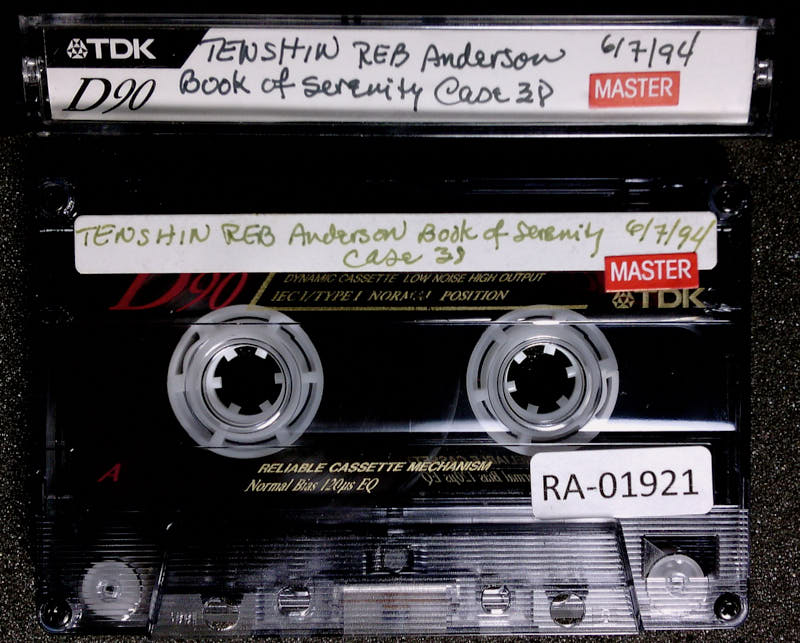 TDK
TENSHIN REB Anderson 6/7/94
D90
Book of Serenity Case 38
MASTER
TENSHIN REB Anderson Book of Serenity 6/7/94
Case 38
MASTER
D90
DYNAMIC CASSETTE LOW NOISE HIGH OUTPUT
IEC I/TYPE I NORMAL POSITION
TDK
A
RELIABLE CASSETTE MECHANISM
Normal Bias 120µs EQ
RA-01921